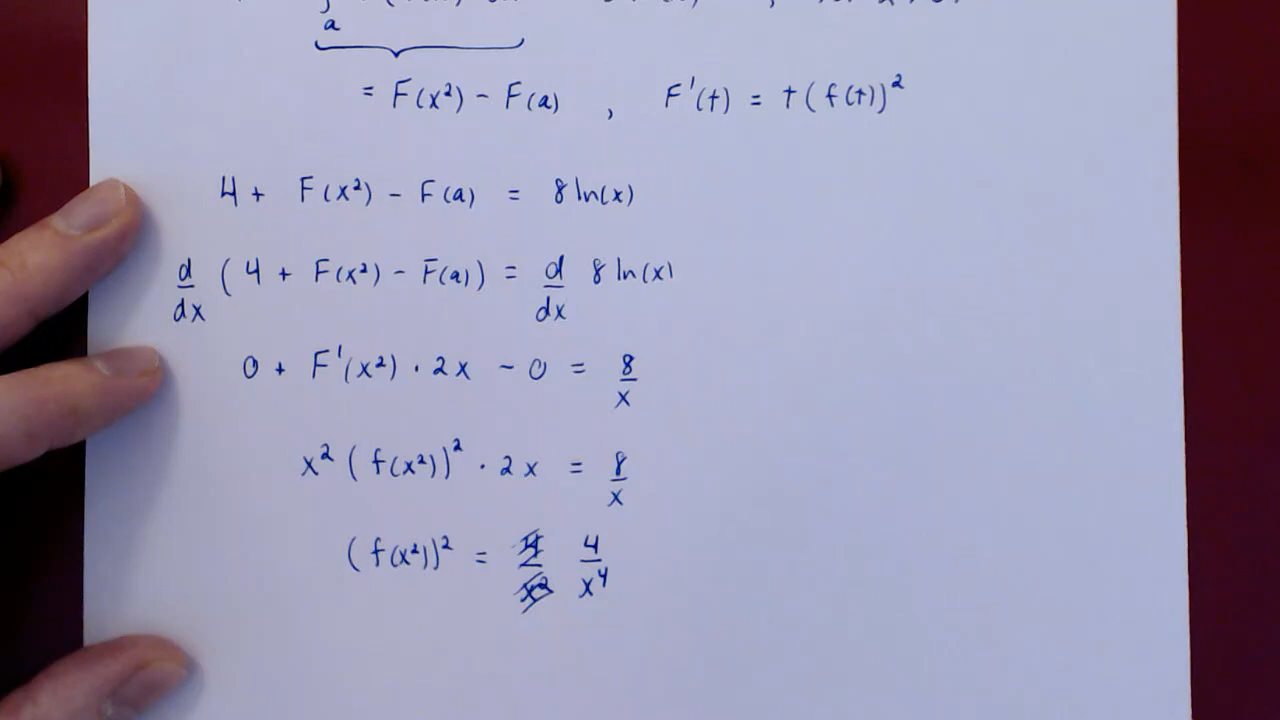 a
= F(x²) - F(a) , F'(t) = t(f(t))²
4 + F(x²) - F(a) = 8 ln(x)
d/dx (4 + F(x²) - F(a)) = d/dx 8 ln(x)
0 + F'(x²) · 2x - 0 = 8/x
x² (f(x²))² · 2x = 8/x
(f(x²))² = 4/x⁴